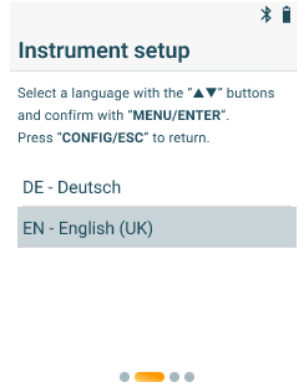 Instrument setup
Select a language with the "▲▼" buttons
and confirm with "MENU/ENTER".
Press "CONFIG/ESC" to return.
DE - Deutsch
EN - English (UK)